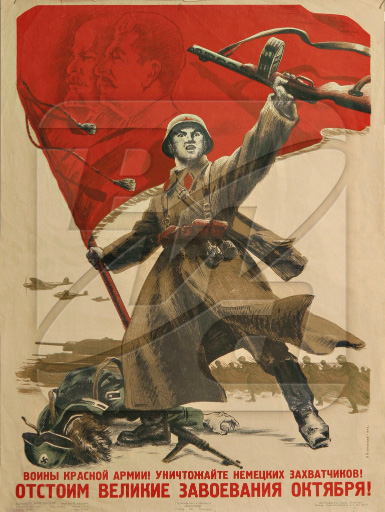 ВОИНЫ КРАСНОЙ АРМИИ! УНИЧТОЖАЙТЕ НЕМЕЦКИХ ЗАХВАТЧИКОВ!
ОТСТОИМ ВЕЛИКИЕ ЗАВОЕВАНИЯ ОКТЯБРЯ!